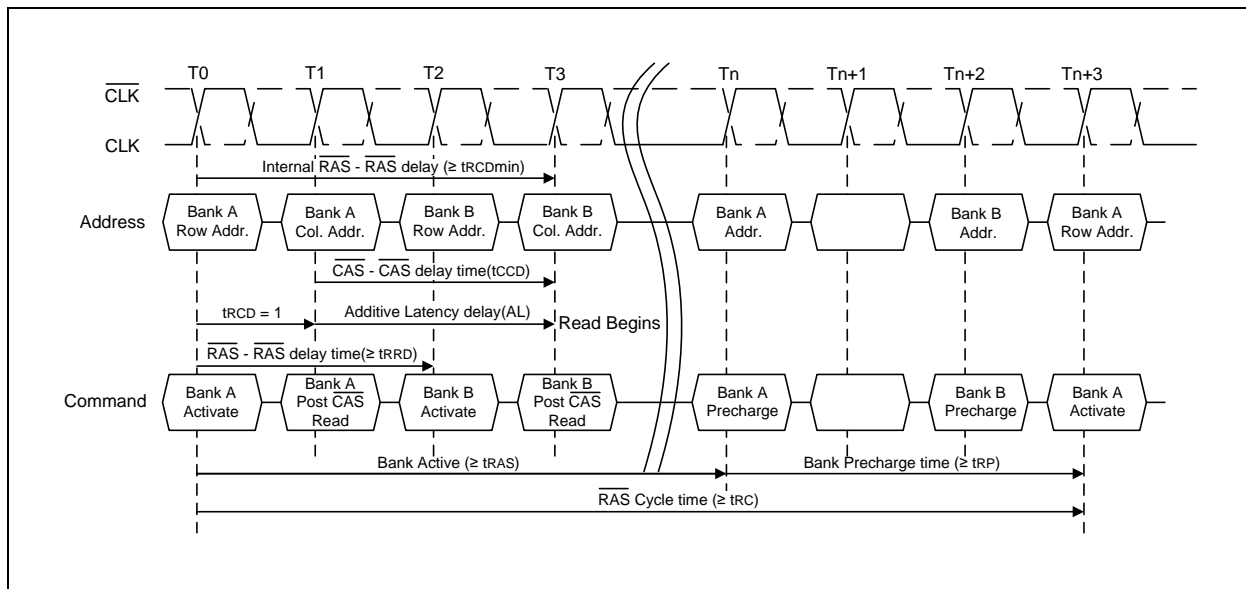 T0 T1 T2 T3 Tn Tn+1 Tn+2 Tn+3
CLK
CLK
Internal RAS - RAS delay (≥ tRCDmin)
Address
Bank A Row Addr.
Bank A Col. Addr.
Bank B Row Addr.
Bank B Col. Addr.
Bank A Addr.
Bank B Addr.
Bank A Row Addr.
CAS - CAS delay time(tCCD)
tRCD = 1
Additive Latency delay(AL)
Read Begins
RAS - RAS delay time(≥ tRRD)
Command
Bank A Activate
Bank A Post CAS Read
Bank B Activate
Bank B Post CAS Read
Bank A Precharge
Bank B Precharge
Bank A Activate
Bank Active (≥ tRAS)
Bank Precharge time (≥ tRP)
RAS Cycle time (≥ tRC)